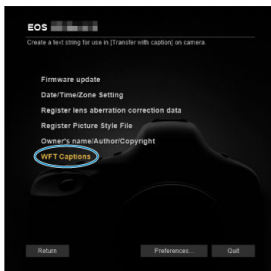 EOS
Create a text string for use in [Transfer with caption] on camera.
Firmware update
Date/Time/Zone Setting
Register lens aberration correction data
Register Picture Style File
Owner's name/Author/Copyright
WFT Captions
Return
Preferences...
Quit